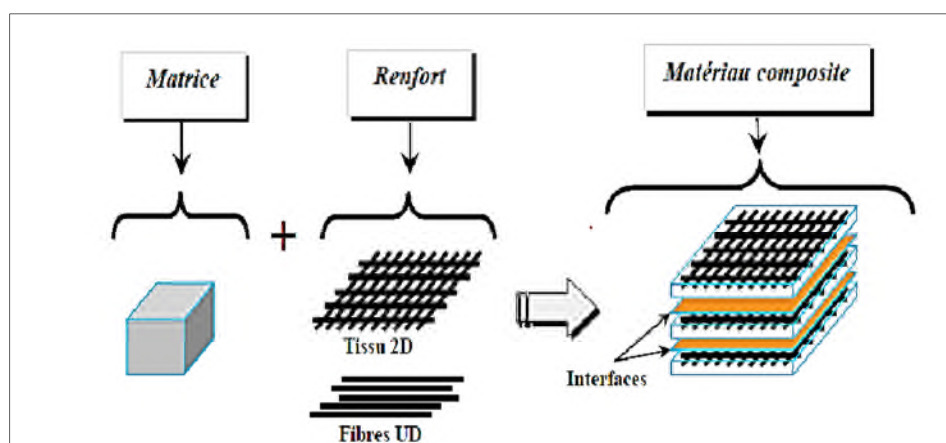 Matrice
Renfort
Matériau composite
+
Tissu 2D
Interfaces
Fibres UD